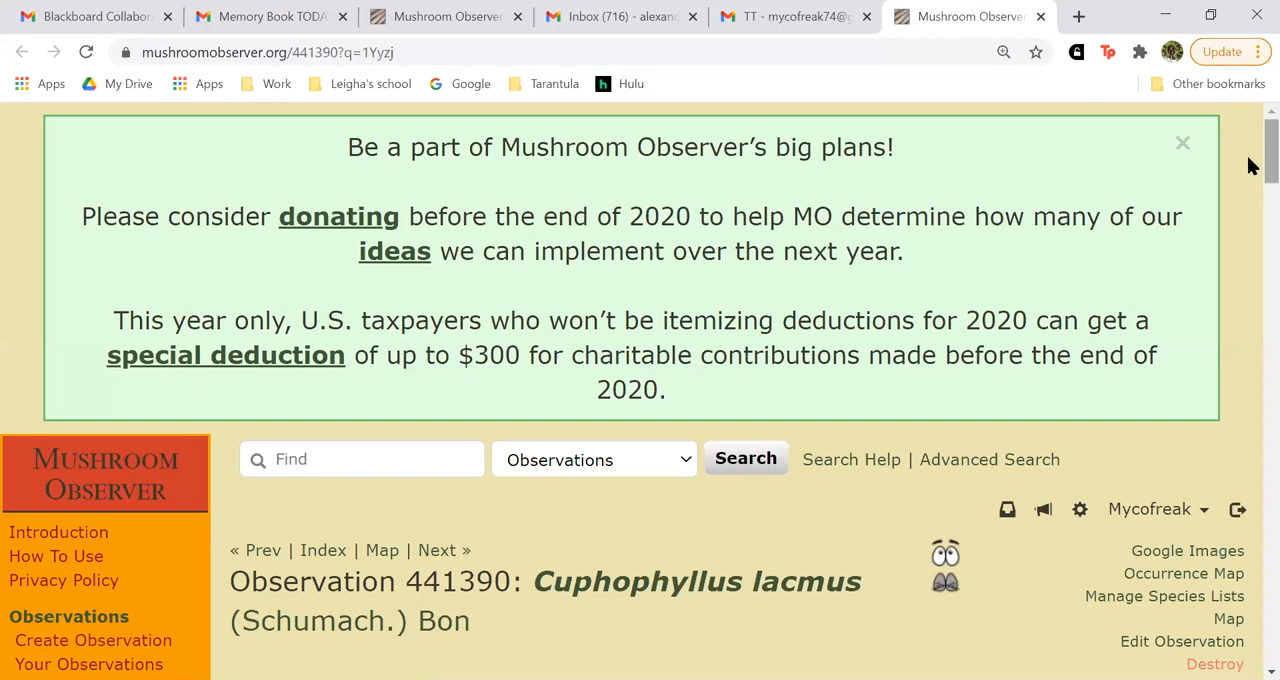 Blackboard Collabora
Memory Book TODA
Mushroom Observer
Inbox (716) - alexand
TT - mycofreak74@g
Mushroom Observer
mushroomobserver.org/441390?q=1Yyzj
Tp
Update
Apps
My Drive
Apps
Work
Leigha's school
Google
Tarantula
h
Hulu
Other bookmarks
Be a part of Mushroom Observer's big plans!
Please consider donating before the end of 2020 to help MO determine how many of our
ideas we can implement over the next year.
This year only, U.S. taxpayers who won't be itemizing deductions for 2020 can get a
special deduction of up to $300 for charitable contributions made before the end of
2020.
MUSHROOM
OBSERVER
Find
Observations
Search
Search Help | Advanced Search
Mycofreak
Introduction
How To Use
Privacy Policy
Observations
Create Observation
Your Observations
« Prev | Index | Map | Next »
Observation 441390: Cuphophyllus lacmus
(Schumach.) Bon
Google Images
Occurrence Map
Manage Species Lists
Map
Edit Observation
Destroy